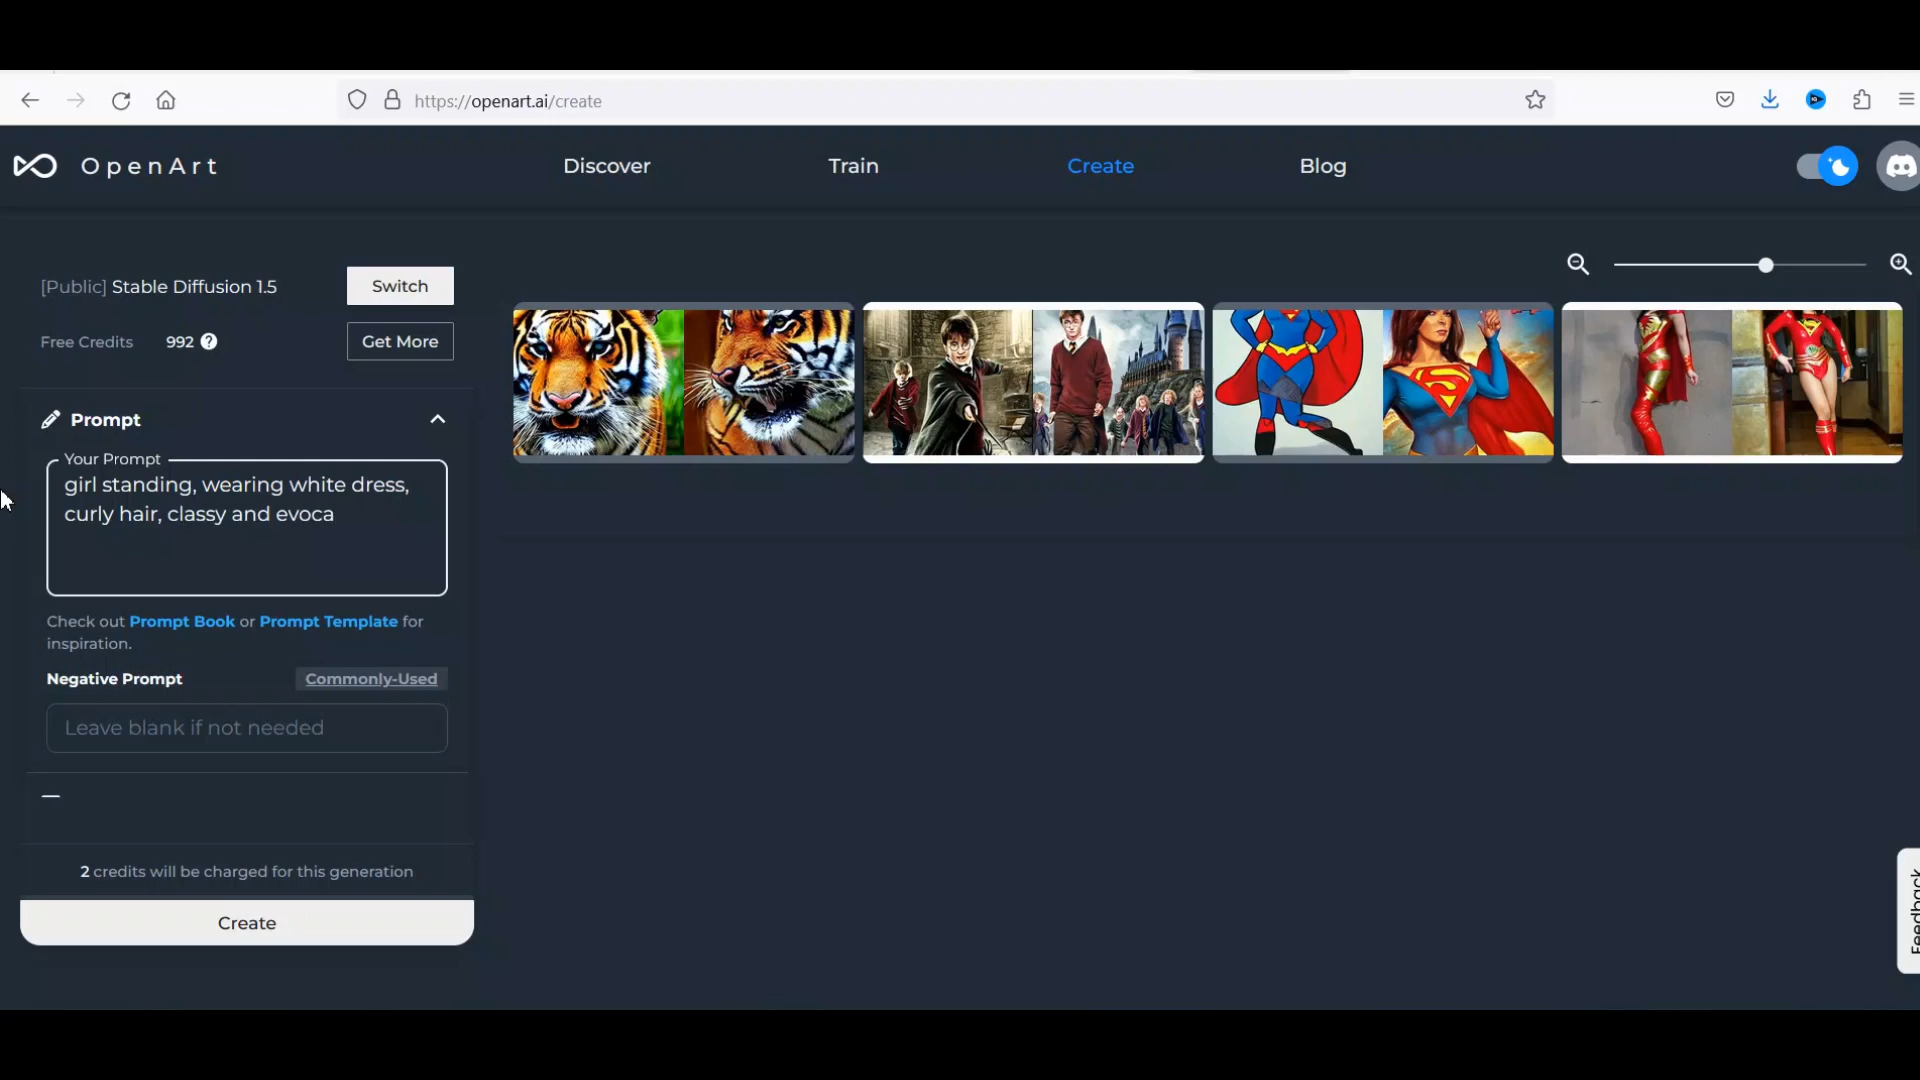 https://openart.ai/create
OpenArt
Discover
Train
Create
Blog
[Public] Stable Diffusion 1.5
Switch
Free Credits 992 ?
Get More
Prompt
Your Prompt
girl standing, wearing white dress,
curly hair, classy and evoca
Check out Prompt Book or Prompt Template for
inspiration.
Negative Prompt
Commonly-Used
Leave blank if not needed
2 credits will be charged for this generation
Create
Feedback